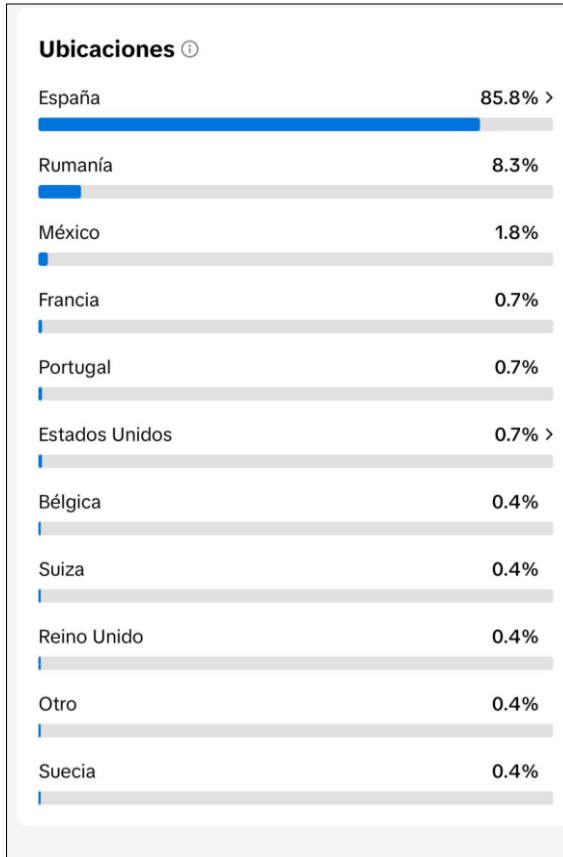 Ubicaciones
España 85.8% >
Rumanía 8.3%
México 1.8%
Francia 0.7%
Portugal 0.7%
Estados Unidos 0.7% >
Bélgica 0.4%
Suiza 0.4%
Reino Unido 0.4%
Otro 0.4%
Suecia 0.4%